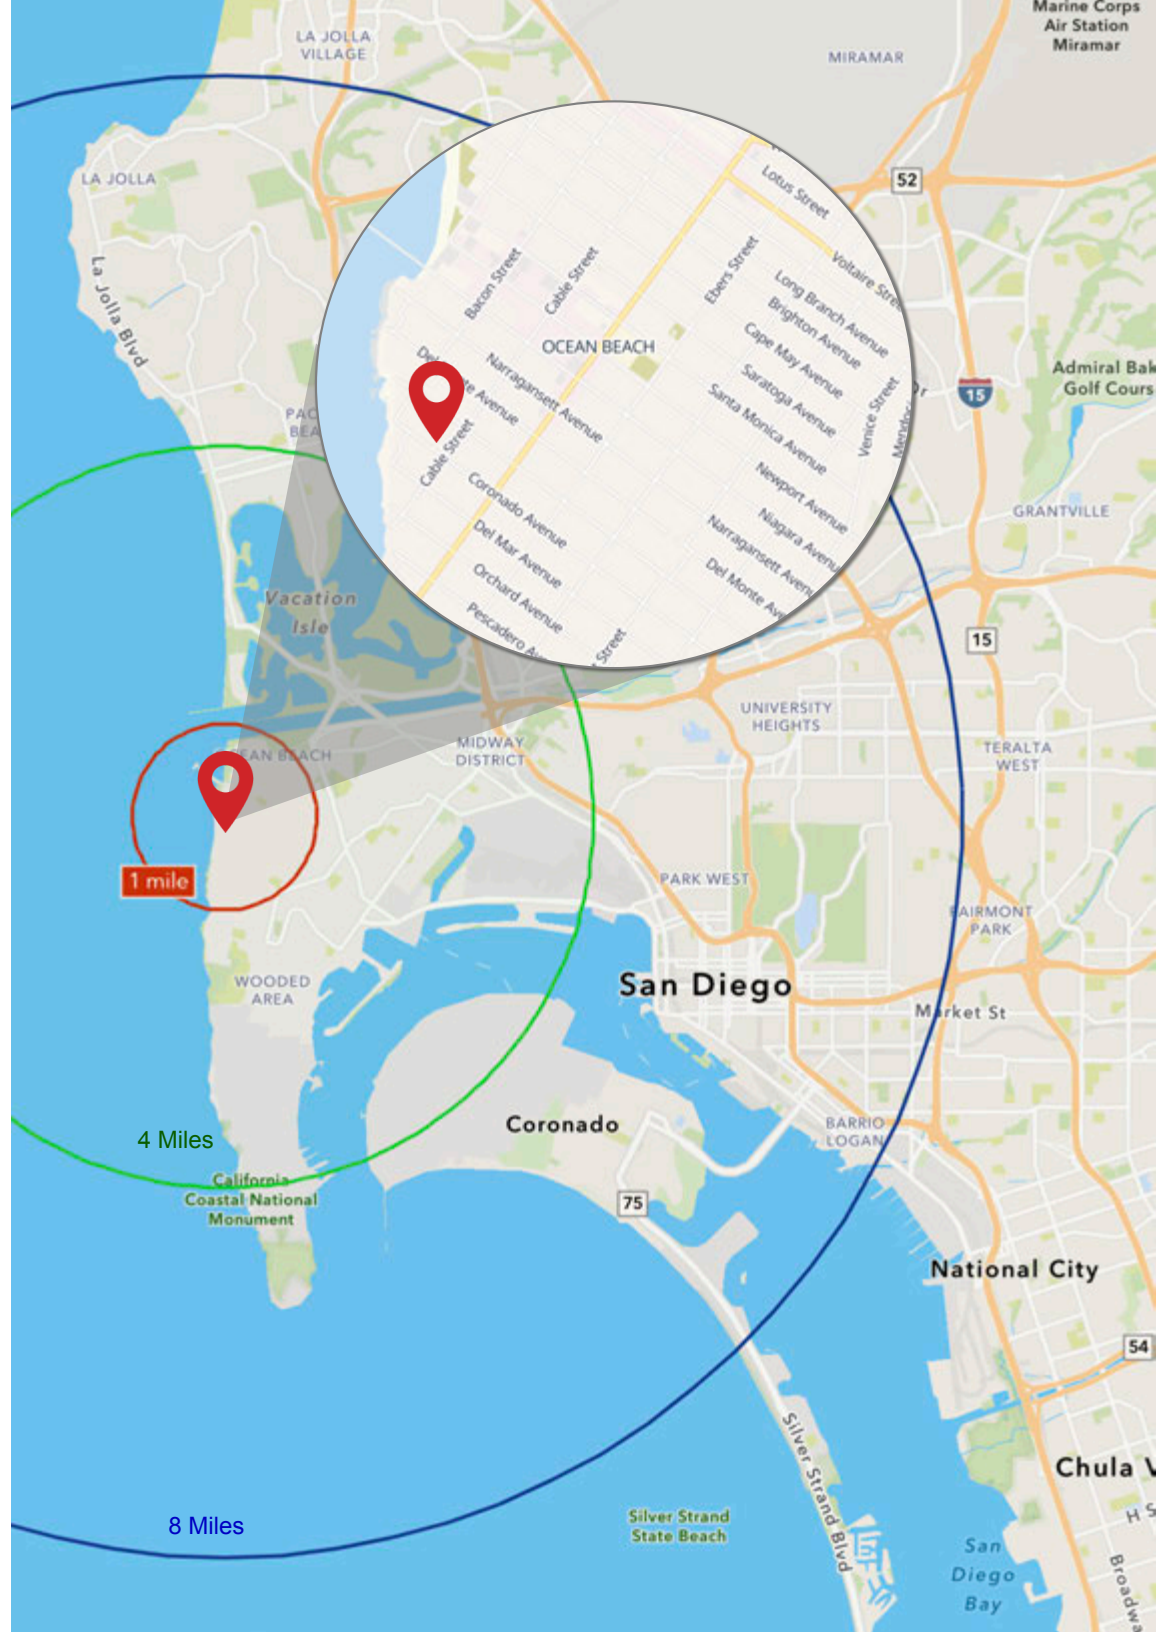 Marine Corps
Air Station
Miramar
LA JOLLA
VILLAGE
MIRAMAR
LA JOLLA
52
Lotus Street
Voltaire
La Jolla Blvd
Bacon Street
Cable Street
Ebers Street
Long Branch Avenue
Brighton Avenue
OCEAN BEACH
Cape May Avenue
Narragansett Avenue
Saratoga Avenue
Santa Monica Avenue
Venice Street
15
Admiral Bak
Golf Cours
Avenue
Cable Street
Coronado Avenue
Newport Avenue
Niagara
GRANTVILLE
Del Mar Avenue
Narragansett
Orchard Avenue
Del Monte
Pescadero
Street
Vacation
Isle
15
UNIVERSITY
HEIGHTS
EAN BEACH
MIDWAY
DISTRICT
TERALTA
WEST
1 mile
PARK WEST
FAIRMONT
PARK
WOODED
AREA
San Diego
Market St
4 Miles
Coronado
BARRIO
LOGAN
California
Coastal National
Monument
75
National City
54
Silver Strand Blvd
Chula V
8 Miles
Silver Strand
State Beach
H S
San
Diego
Bay
Broadwa